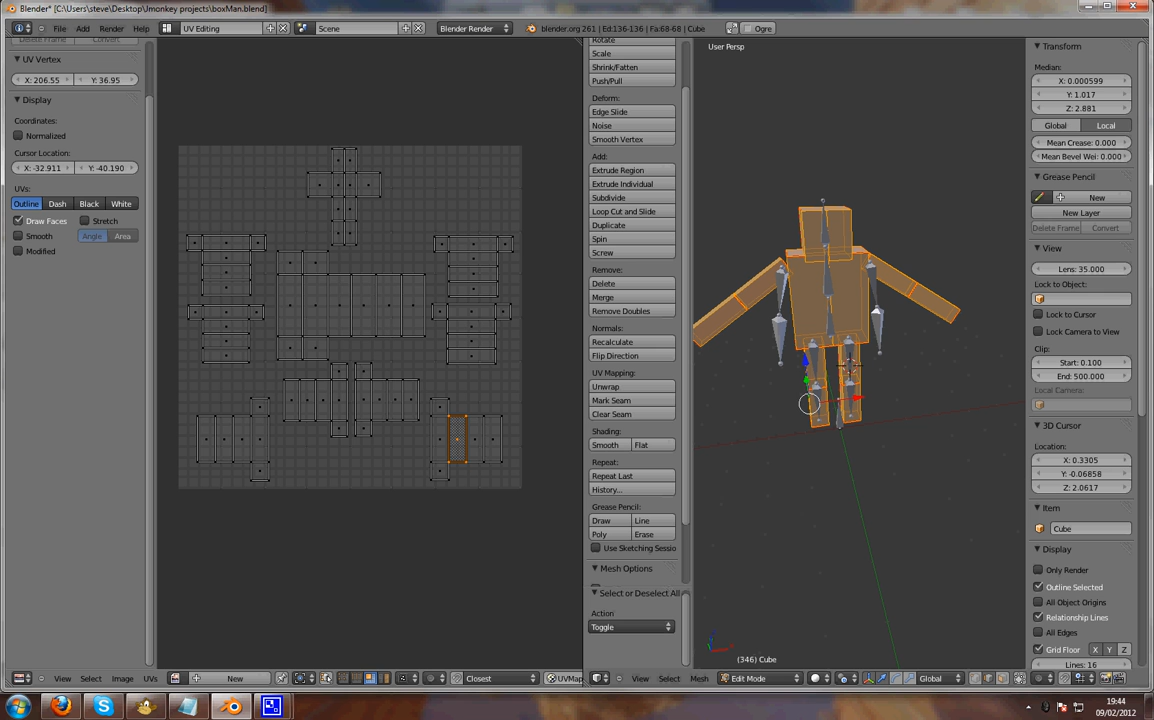 Blender* [C:\Users\steve\Desktop\Jmonkey projects\boxMan.blend]
File Add Render Help UV Editing Scene Blender Render blender.org 261 | Ed:136-136 | Fa:68-68 | Cube Ogre
Delete Frame Convert
UV Vertex
X: 206.55 Y: 36.95
Display
Coordinates:
Normalized
Cursor Location:
X: -32.911 Y: -40.190
UVs:
Outline Dash Black White
Draw Faces Stretch
Smooth Angle Area
Modified
Rotate
Scale
Shrink/Fatten
Push/Pull
Deform:
Edge Slide
Noise
Smooth Vertex
Add:
Extrude Region
Extrude Individual
Subdivide
Loop Cut and Slide
Duplicate
Spin
Screw
Remove:
Delete
Merge
Remove Doubles
Normals:
Recalculate
Flip Direction
UV Mapping:
Unwrap
Mark Seam
Clear Seam
Shading:
Smooth Flat
Repeat:
Repeat Last
History...
Grease Pencil:
Draw Line
Poly Erase
Use Sketching Sessio
Mesh Options
Select or Deselect All
Action
Toggle
User Persp
(346) Cube
Transform
Median:
X: 0.000599
Y: 1.017
Z: 2.881
Global Local
Mean Crease: 0.000
Mean Bevel Wei: 0.000
Grease Pencil
New
New Layer
Delete Frame Convert
View
Lens: 35.000
Lock to Object:
Lock to Cursor
Lock Camera to View
Clip:
Start: 0.100
End: 500.000
Local Camera:
3D Cursor
Location:
X: 0.3305
Y: -0.06858
Z: 2.0617
Item
Cube
Display
Only Render
Outline Selected
All Object Origins
Relationship Lines
All Edges
Grid Floor X Y Z
Lines: 16
View Select Image UVs New Closest UVMap
View Select Mesh Edit Mode Global
19:44
09/02/2012